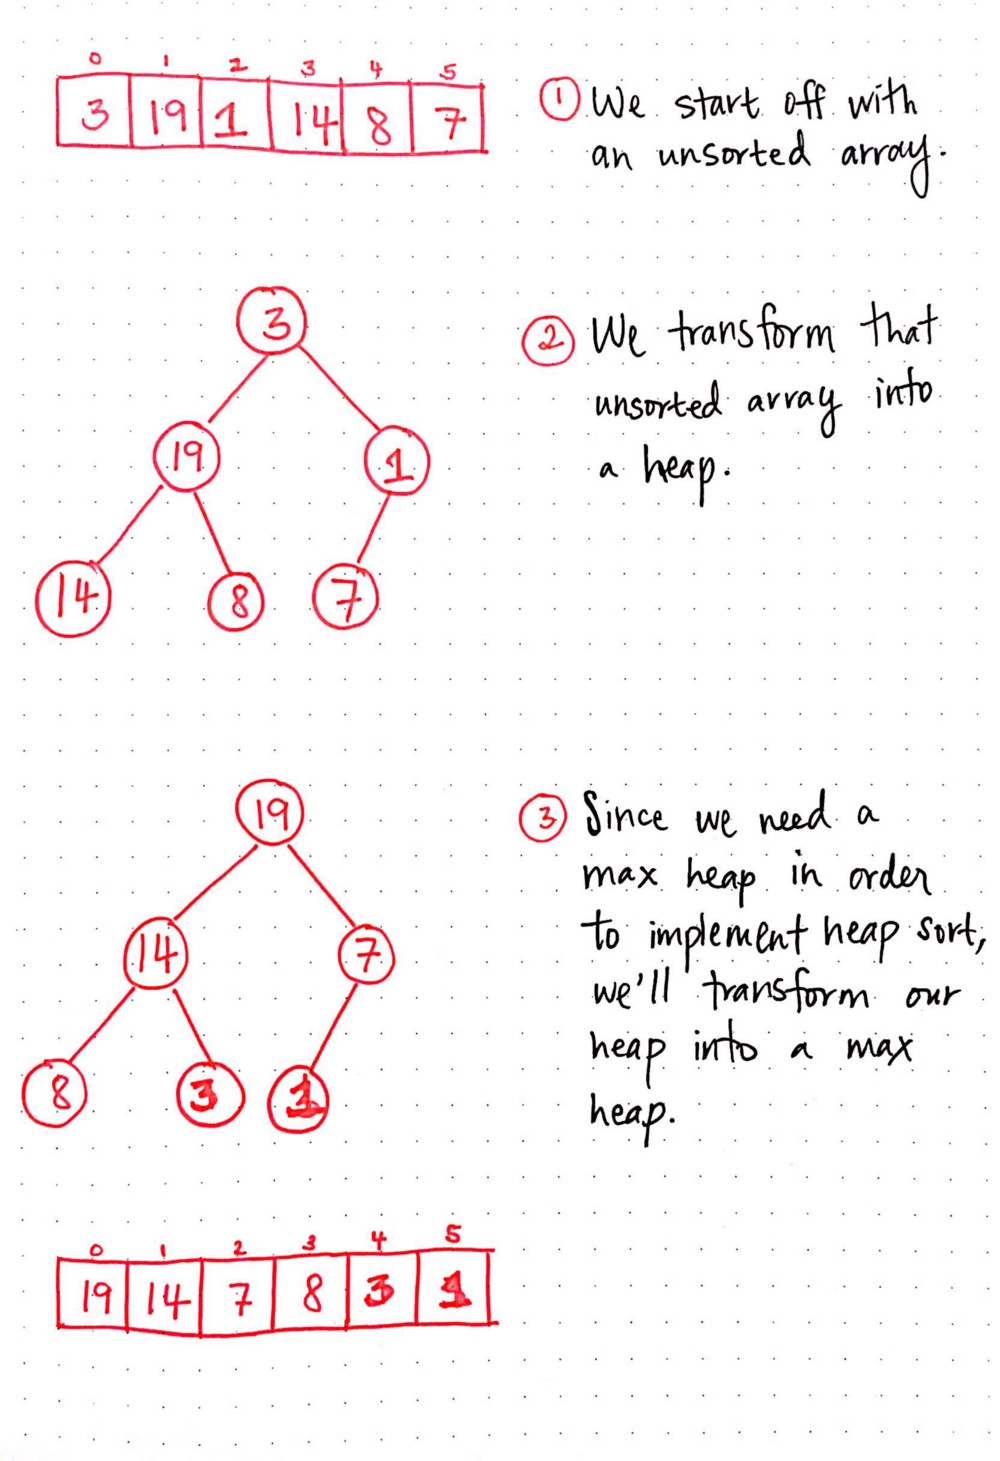 0 1 2 3 4 5
3 19 1 14 8 7
① We start off with
an unsorted array.
3
19 1
14 8 7
② We transform that
unsorted array into
a heap.
19
14 7
8 3 1
③ Since we need a
max heap in order
to implement heap sort,
we'll transform our
heap into a max
heap.
0 1 2 3 4 5
19 14 7 8 3 1